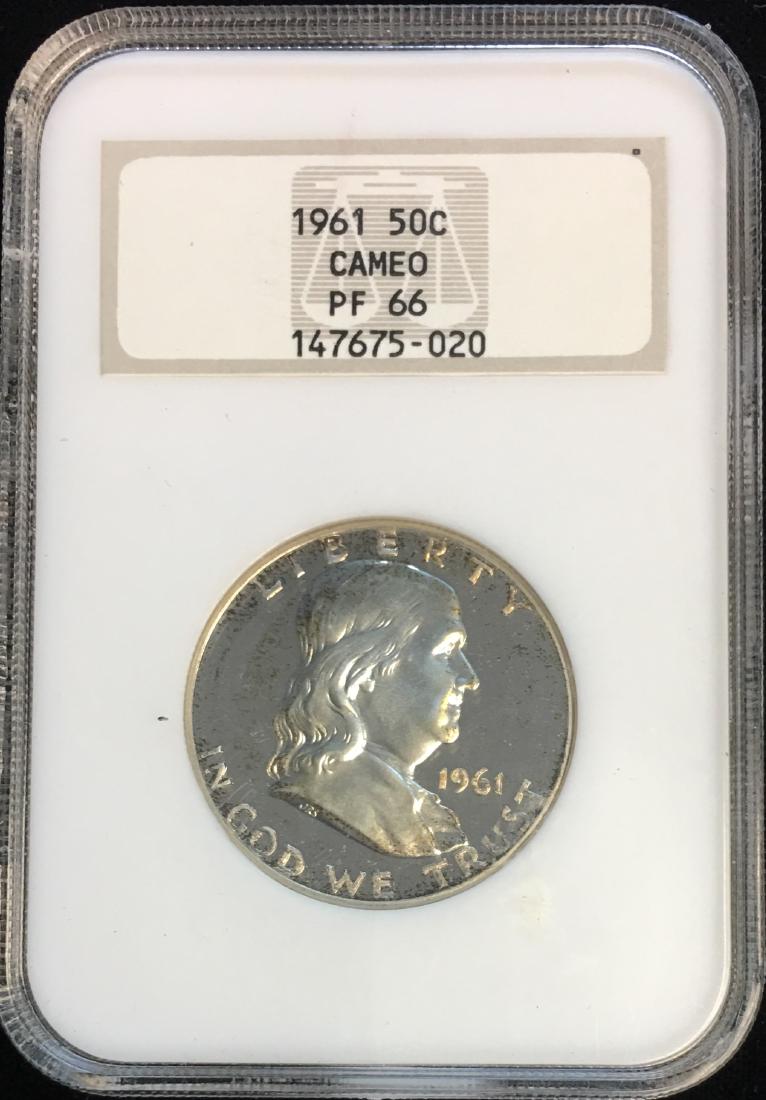 1961 50C
CAMEO
PF 66
147675-020
LIBERTY
1961
IN GOD WE TRUST